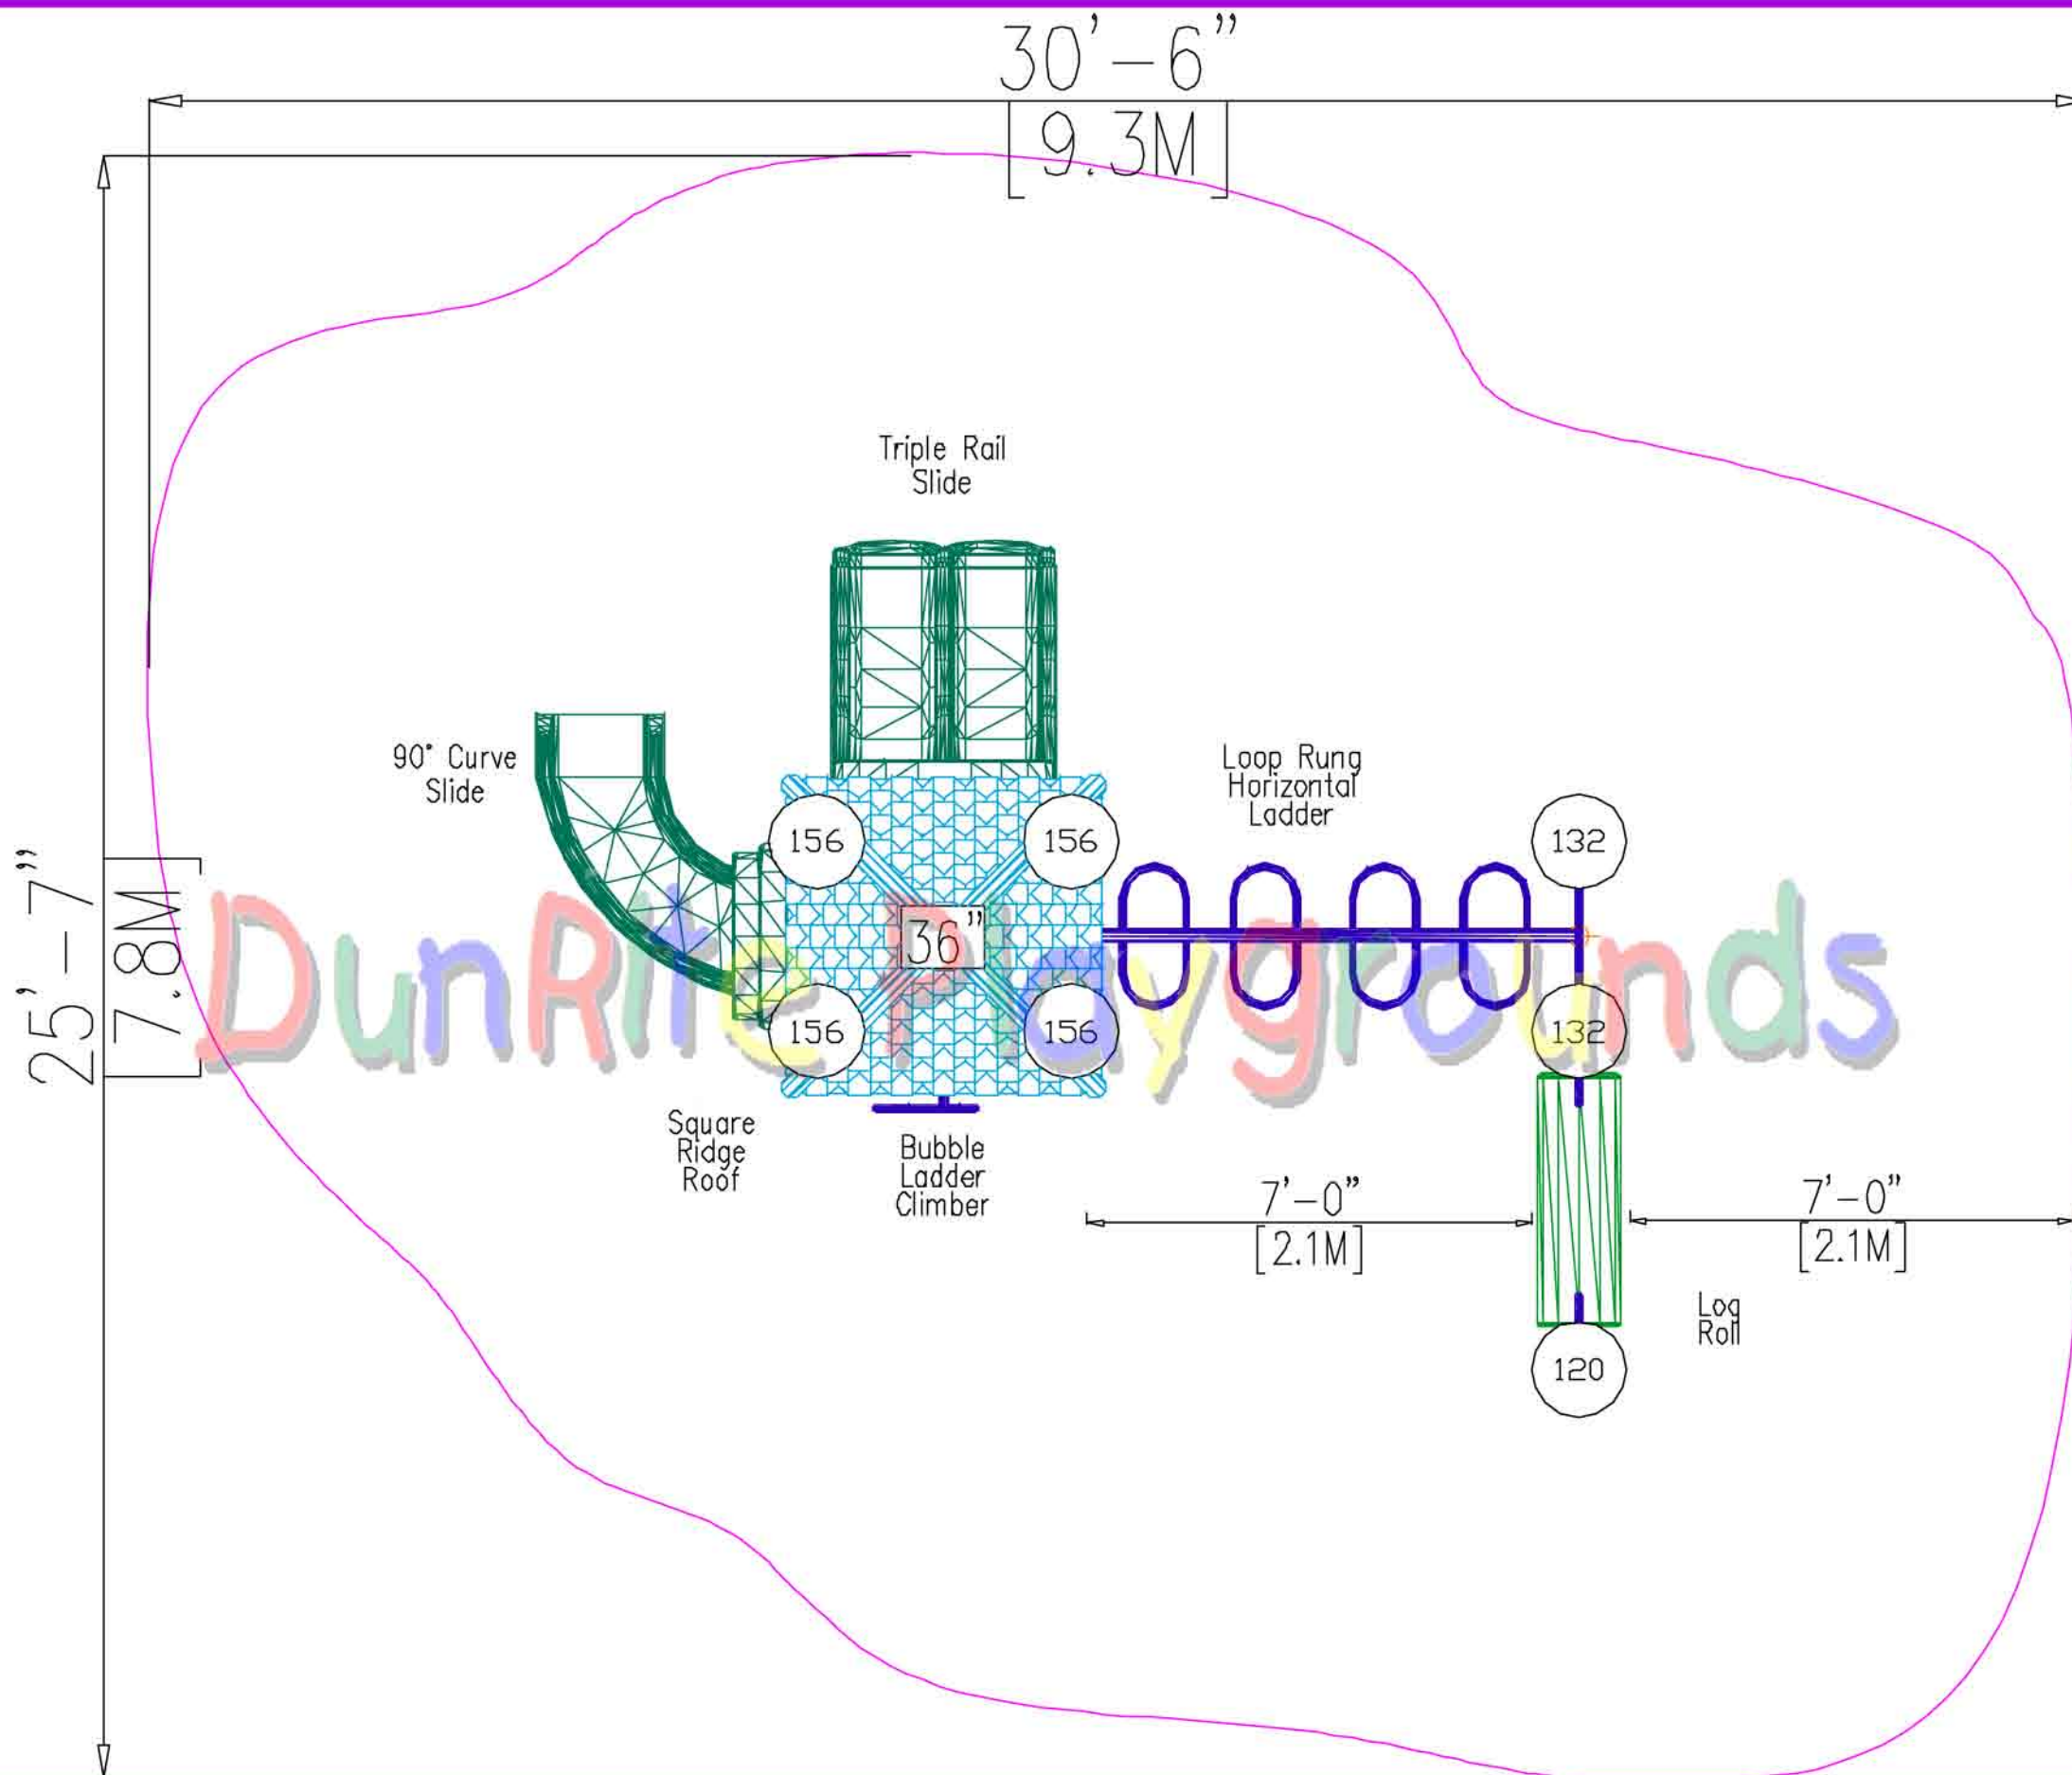 30'-6"
[9.3M]
Triple Rail
Slide
90° Curve
Slide
Loop Rung
Horizontal
Ladder
156
156
132
25'-7"
7.8M
36"
DunRite Playgrounds
156
156
132
Square
Ridge
Roof
Bubble
Ladder
Climber
7'-0"
[2.1M]
7'-0"
[2.1M]
Log
Roll
120